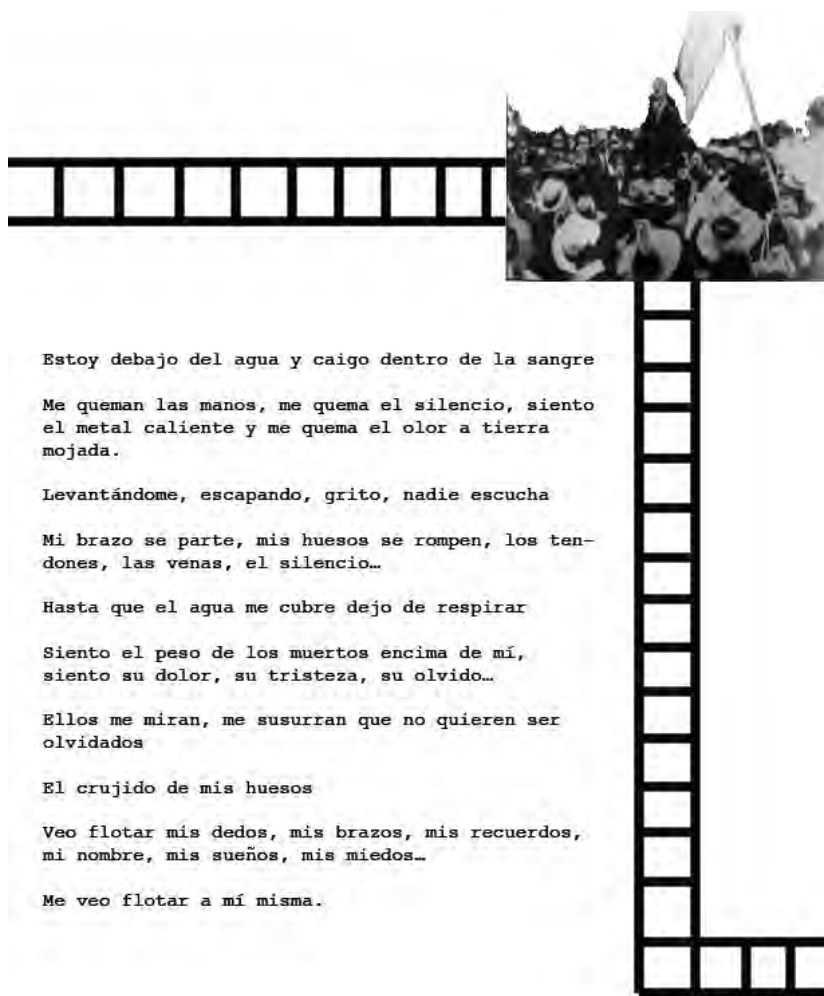 Estoy debajo del agua y caigo dentro de la sangre
Me queman las manos, me quema el silencio, siento
el metal caliente y me quema el olor a tierra
mojada.
Levantándome, escapando, grito, nadie escucha
Mi brazo se parte, mis huesos se rompen, los ten-
dones, las venas, el silencio…
Hasta que el agua me cubre dejo de respirar
Siento el peso de los muertos encima de mí,
siento su dolor, su tristeza, su olvido…
Ellos me miran, me susurran que no quieren ser
olvidados
El crujido de mis huesos
Veo flotar mis dedos, mis brazos, mis recuerdos,
mi nombre, mis sueños, mis miedos…
Me veo flotar a mí misma.